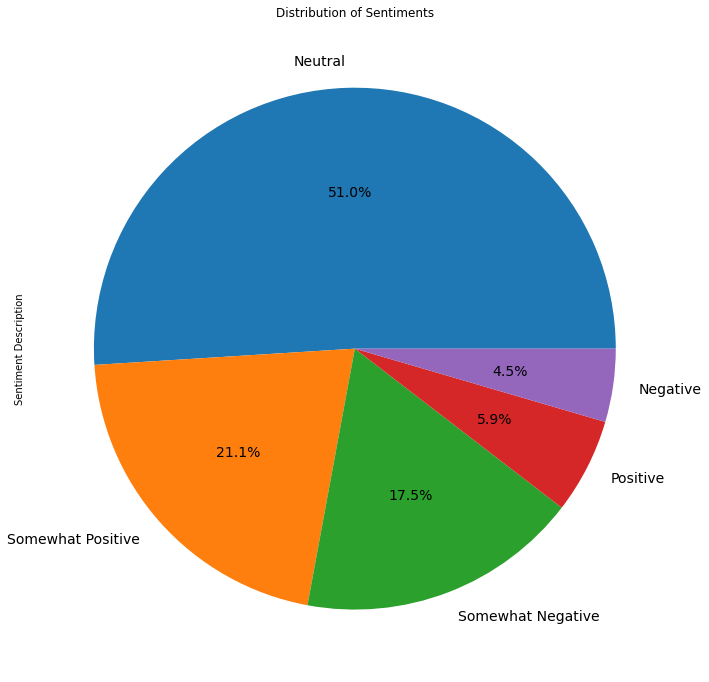 Distribution of Sentiments
Neutral
51.0%
Sentiment Description
4.5%
Negative
5.9%
Positive
21.1%
17.5%
Somewhat Positive
Somewhat Negative